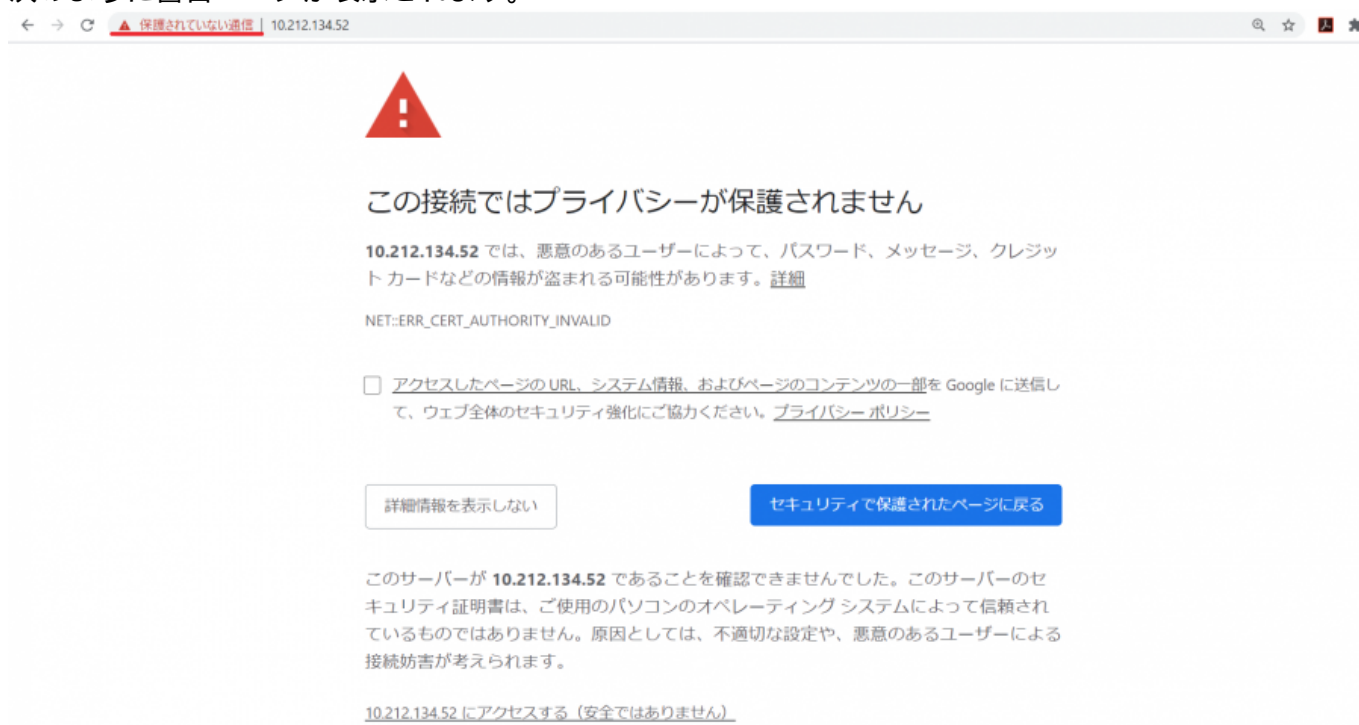 保護されていない通信 | 10.212.134.52
この接続ではプライバシーが保護されません
10.212.134.52 では、悪意のあるユーザーによって、パスワード、メッセージ、クレジッ
ト カードなどの情報が盗まれる可能性があります。詳細
NET::ERR_CERT_AUTHORITY_INVALID
アクセスしたページの URL、システム情報、およびページのコンテンツの一部を Google に送信し
て、ウェブ全体のセキュリティ強化にご協力ください。プライバシー ポリシー
詳細情報を表示しない
セキュリティで保護されたページに戻る
このサーバーが 10.212.134.52 であることを確認できませんでした。このサーバーのセ
キュリティ証明書は、ご使用のパソコンのオペレーティング システムによって信頼され
ているものではありません。原因としては、不適切な設定や、悪意のあるユーザーによる
接続妨害が考えられます。
10.212.134.52 にアクセスする（安全ではありません）